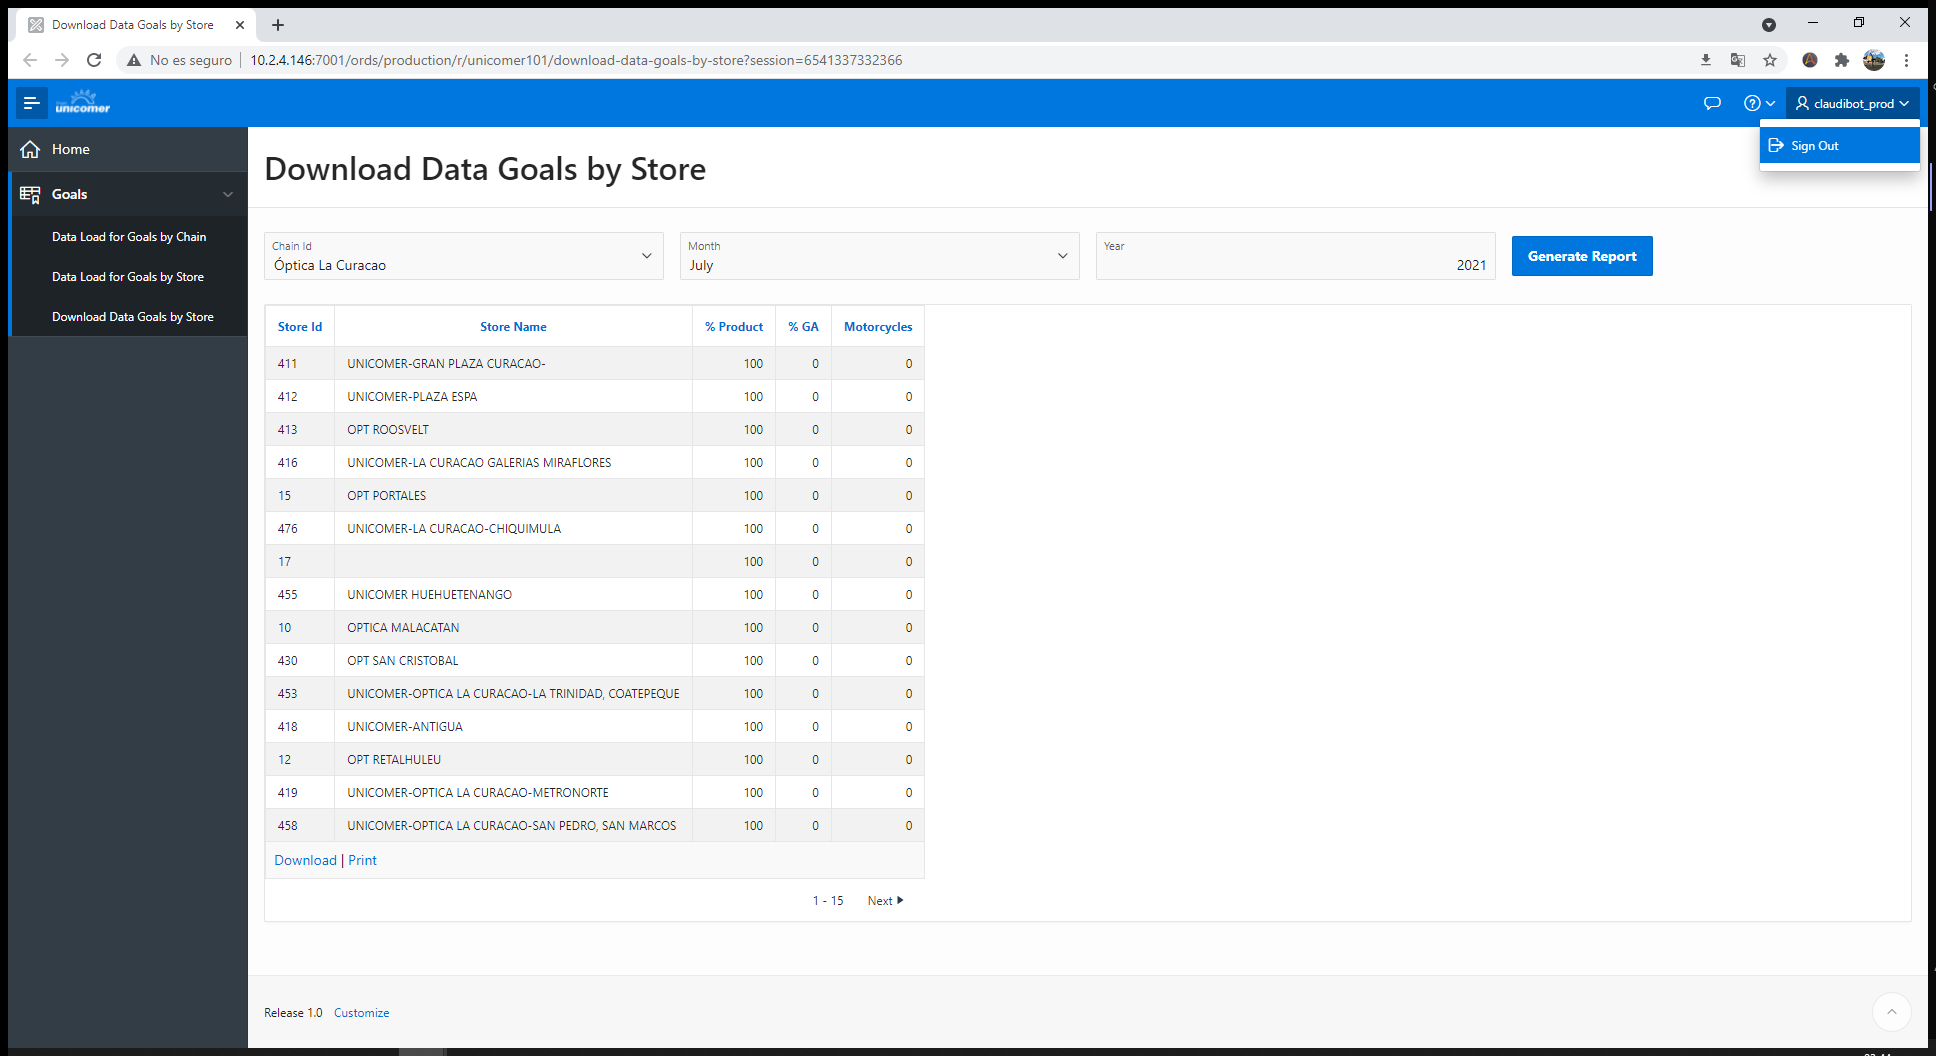 Download Data Goals by Store
No es seguro
10.2.4.146:7001/ords/production/r/unicomer101/download-data-goals-by-store?session=6541337332366
unicomer
claudibot_prod
Sign Out
Home
Goals
Data Load for Goals by Chain
Data Load for Goals by Store
Download Data Goals by Store
Download Data Goals by Store
Chain Id
Óptica La Curacao
Month
July
Year
2021
Generate Report
Store Id Store Name % Product % GA Motorcycles
411 UNICOMER-GRAN PLAZA CURACAO- 100 0 0
412 UNICOMER-PLAZA ESPA 100 0 0
413 OPT ROOSVELT 100 0 0
416 UNICOMER-LA CURACAO GALERIAS MIRAFLORES 100 0 0
15 OPT PORTALES 100 0 0
476 UNICOMER-LA CURACAO-CHIQUIMULA 100 0 0
17 100 0 0
455 UNICOMER HUEHUETENANGO 100 0 0
10 OPTICA MALACATAN 100 0 0
430 OPT SAN CRISTOBAL 100 0 0
453 UNICOMER-OPTICA LA CURACAO-LA TRINIDAD, COATEPEQUE 100 0 0
418 UNICOMER-ANTIGUA 100 0 0
12 OPT RETALHULEU 100 0 0
419 UNICOMER-OPTICA LA CURACAO-METRONORTE 100 0 0
458 UNICOMER-OPTICA LA CURACAO-SAN PEDRO, SAN MARCOS 100 0 0
Download | Print
1 - 15 Next
Release 1.0 Customize